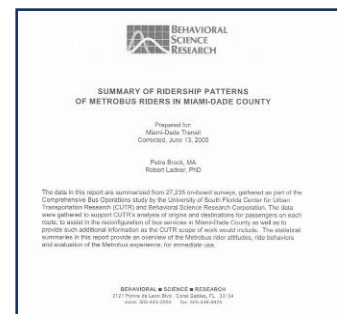 BEHAVIORAL
SCIENCE
RESEARCH
SUMMARY OF RIDERSHIP PATTERNS
OF METROBUS RIDERS IN MIAMI-DADE COUNTY
Prepared for:
Miami-Dade Transit
Corrected, June 13, 2005
Petra Brock, MA
Robert Ladner, PhD
The data in this report are summarized from 27,235 on-board surveys, gathered as part of the
Comprehensive Bus Operations study by the University of South Florida Center for Urban
Transportation Research (CUTR) and Behavioral Science Research Corporation. The data
were gathered to support CUTR's analysis of origins and destinations for passengers on each
route, to assist in the reconfiguration of bus services in Miami-Dade County as well as to
provide such additional information as the CUTR scope of work would include. The statistical
summaries in this report provide an overview of the Metrobus rider attitudes, ride behaviors
and evaluation of the Metrobus experience, for immediate use.
BEHAVIORAL ■ SCIENCE ■ RESEARCH
2121 Ponce de Leon Blvd. Coral Gables, FL 33134